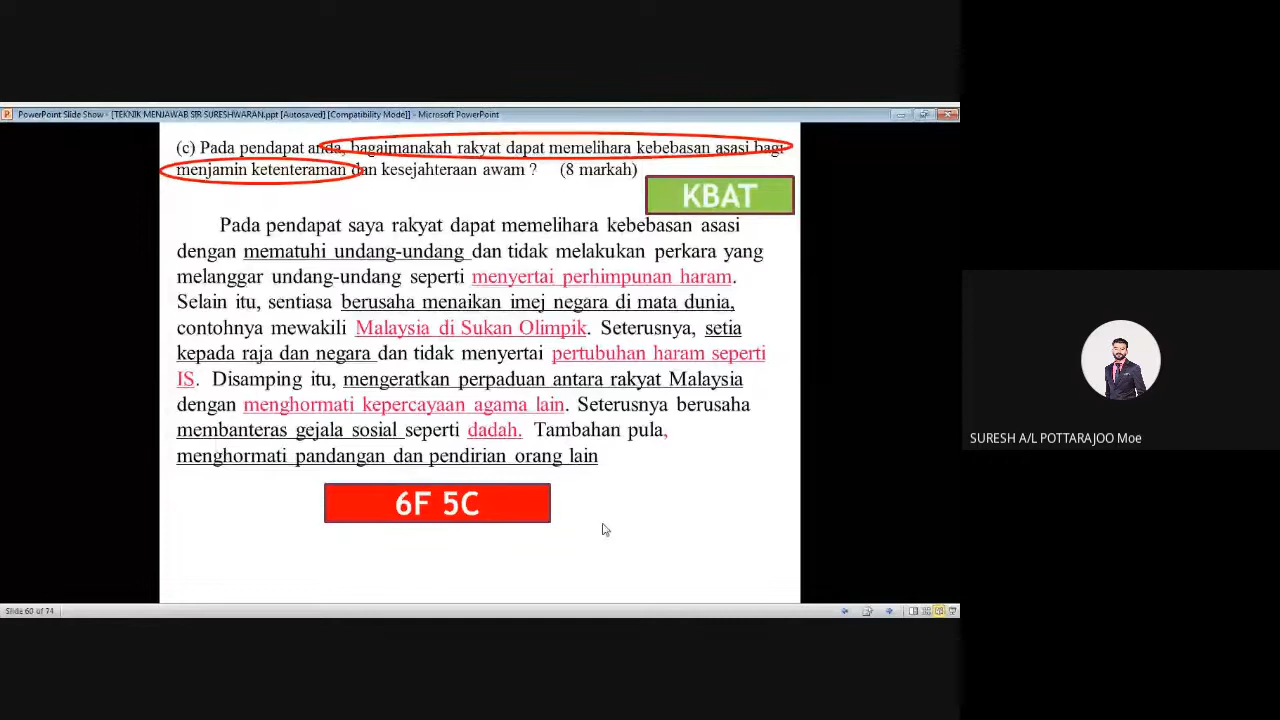 PowerPoint Slide Show - [TEKNIK MENJAWAB SIR SURESHWARAN.ppt [Autosaved] [Compatibility Mode]] - Microsoft PowerPoint
(c) Pada pendapat anda, bagaimanakah rakyat dapat memelihara kebebasan asasi bagi
menjamin ketenteraman dan kesejahteraan awam ? (8 markah)
KBAT
Pada pendapat saya rakyat dapat memelihara kebebasan asasi
dengan mematuhi undang-undang dan tidak melakukan perkara yang
melanggar undang-undang seperti menyertai perhimpunan haram.
Selain itu, sentiasa berusaha menaikan imej negara di mata dunia,
contohnya mewakili Malaysia di Sukan Olimpik. Seterusnya, setia
kepada raja dan negara dan tidak menyertai pertubuhan haram seperti
IS. Disamping itu, mengeratkan perpaduan antara rakyat Malaysia
dengan menghormati kepercayaan agama lain. Seterusnya berusaha
membanteras gejala sosial seperti dadah. Tambahan pula,
menghormati pandangan dan pendirian orang lain
6F 5C
SURESH A/L POTTARAJOO Moe
Slide 60 of 74